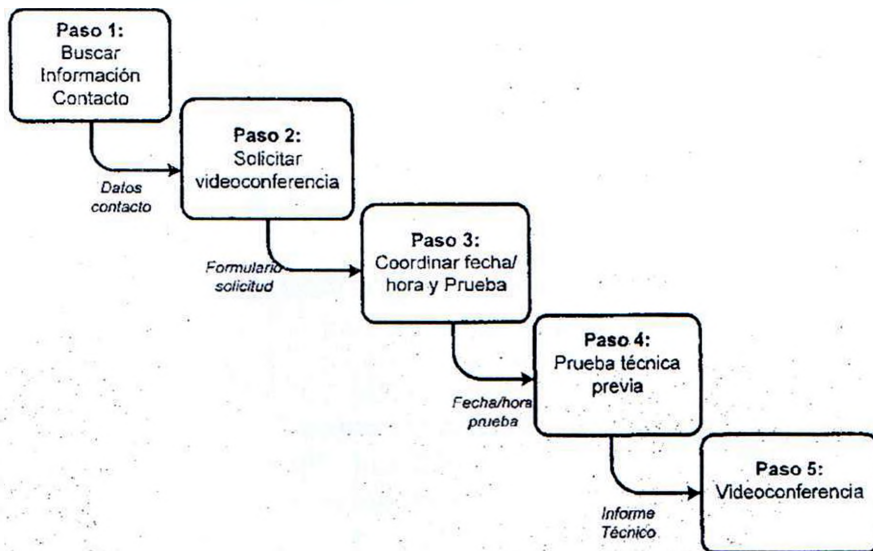 Paso 1:
Buscar
Información
Contacto
Datos
contacto
Paso 2:
Solicitar
videoconferencia
Formulario
solicitud
Paso 3:
Coordinar fecha/
hora y Prueba
Fecha/hora
prueba
Paso 4:
Prueba técnica
previa
Informe
Técnico
Paso 5:
Videoconferencia